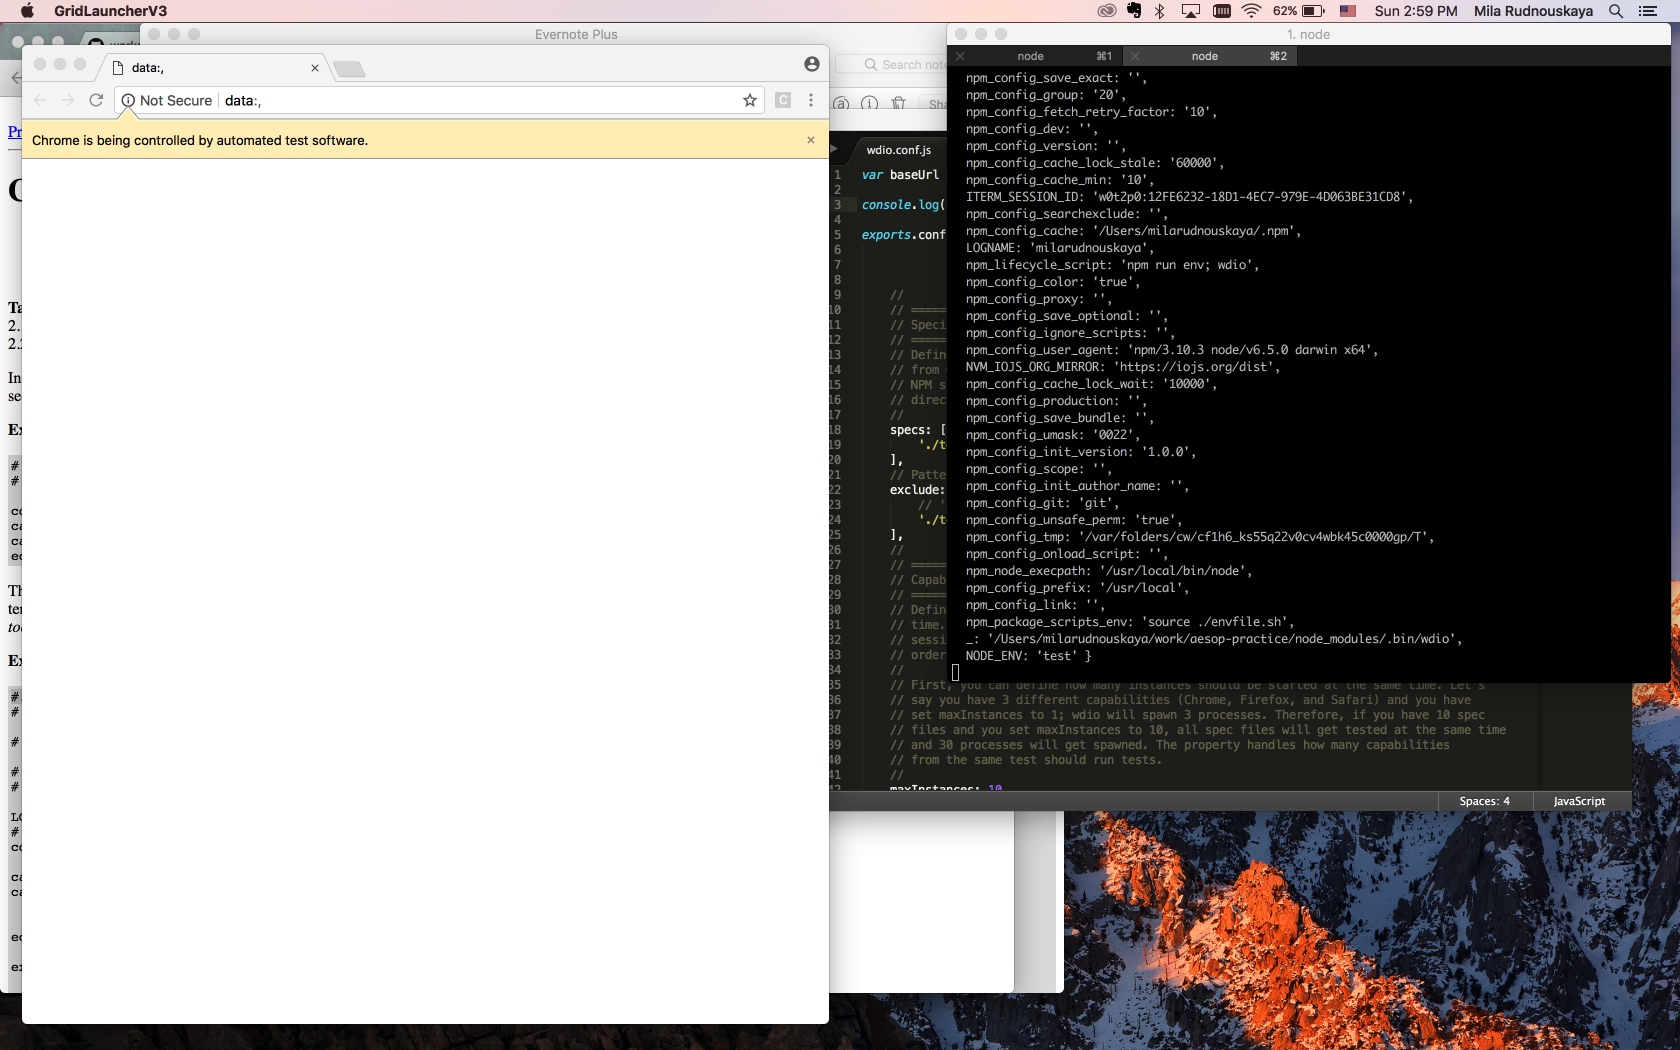 GridLauncherV3
62%
Sun 2:59 PM
Mila Rudnouskaya
Evernote Plus
1. node
data:,
Not Secure
data:,
Chrome is being controlled by automated test software.
Search note
wdio.conf.js
node ⌘1
node ⌘2
1 var baseUrl
2
3 console.log(
4
5 exports.conf
6
7
8
9 //
10 // ======
11 // Speci
12 // ======
13 // Defin
14 // from
15 // NPM s
16 // direc
17 //
18 specs: [
19 './t
20 ],
21 // Patte
22 exclude:
23 // '
24 './t
25 ],
26 //
27 // ======
28 // Capab
29 // ======
30 // Defin
31 // time.
32 // sessi
33 // order
34 //
35 // First, you can define how many instances should be started at the same time. Let's
36 // say you have 3 different capabilities (Chrome, Firefox, and Safari) and you have
37 // set maxInstances to 1; wdio will spawn 3 processes. Therefore, if you have 10 spec
38 // files and you set maxInstances to 10, all spec files will get tested at the same time
39 // and 30 processes will get spawned. The property handles how many capabilities
40 // from the same test should run tests.
41 //
42 maxInstances: 10
Spaces: 4
JavaScript
npm_config_save_exact: '',
npm_config_group: '20',
npm_config_fetch_retry_factor: '10',
npm_config_dev: '',
npm_config_version: '',
npm_config_cache_lock_stale: '60000',
npm_config_cache_min: '10',
ITERM_SESSION_ID: 'w0t2p0:12FE6232-18D1-4EC7-979E-4D063BE31CD8',
npm_config_searchexclude: '',
npm_config_cache: '/Users/milarudnouskaya/.npm',
LOGNAME: 'milarudnouskaya',
npm_lifecycle_script: 'npm run env; wdio',
npm_config_color: 'true',
npm_config_proxy: '',
npm_config_save_optional: '',
npm_config_ignore_scripts: '',
npm_config_user_agent: 'npm/3.10.3 node/v6.5.0 darwin x64',
NVM_IOJS_ORG_MIRROR: 'https://iojs.org/dist',
npm_config_cache_lock_wait: '10000',
npm_config_production: '',
npm_config_save_bundle: '',
npm_config_umask: '0022',
npm_config_init_version: '1.0.0',
npm_config_scope: '',
npm_config_init_author_name: '',
npm_config_git: 'git',
npm_config_unsafe_perm: 'true',
npm_config_tmp: '/var/folders/cw/cf1h6_ks55q22v0cv4wbk45c0000gp/T',
npm_config_onload_script: '',
npm_node_execpath: '/usr/local/bin/node',
npm_config_prefix: '/usr/local',
npm_config_link: '',
npm_package_scripts_env: 'source ./envfile.sh',
_: '/Users/milarudnouskaya/work/aesop-practice/node_modules/.bin/wdio',
NODE_ENV: 'test' }